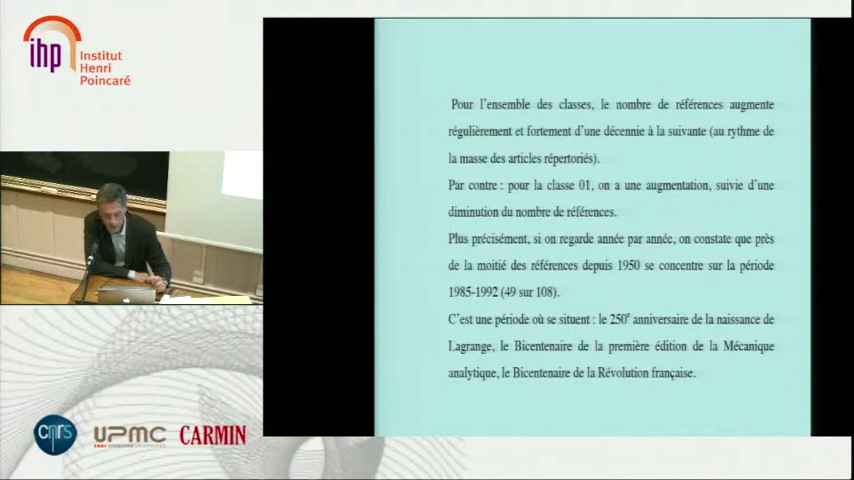 ihp
Institut
Henri
Poincaré
Pour l'ensemble des classes, le nombre de références augmente
régulièrement et fortement d'une décennie à la suivante (au rythme de
la masse des articles répertoriés).
Par contre : pour la classe 01, on a une augmentation, suivie d'une
diminution du nombre de références.
Plus précisément, si on regarde année par année, on constate que près
de la moitié des références depuis 1950 se concentre sur la période
1985-1992 (49 sur 108).
C'est une période où se situent : le 250e anniversaire de la naissance de
Lagrange, le Bicentenaire de la première édition de la Mécanique
analytique, le Bicentenaire de la Révolution française.
cnrs
UPMC
CARMIN